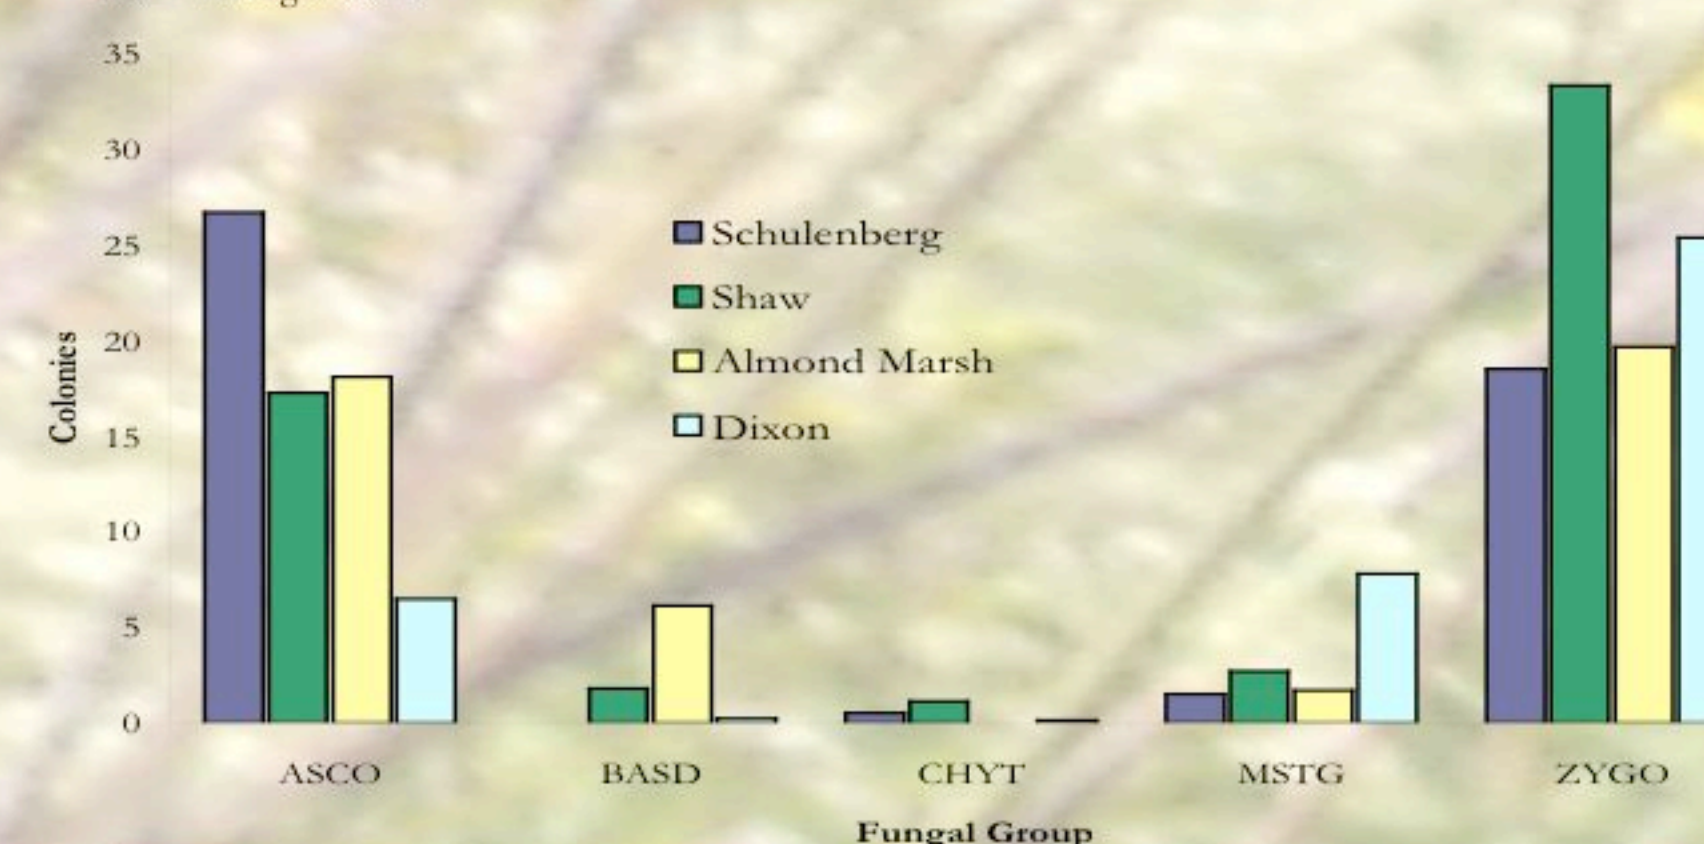 35
30
25
20
15
10
5
0
Colonies
Schulenberg
Shaw
Almond Marsh
Dixon
ASCO BASD CHYT MSTG ZYGO
Fungal Group